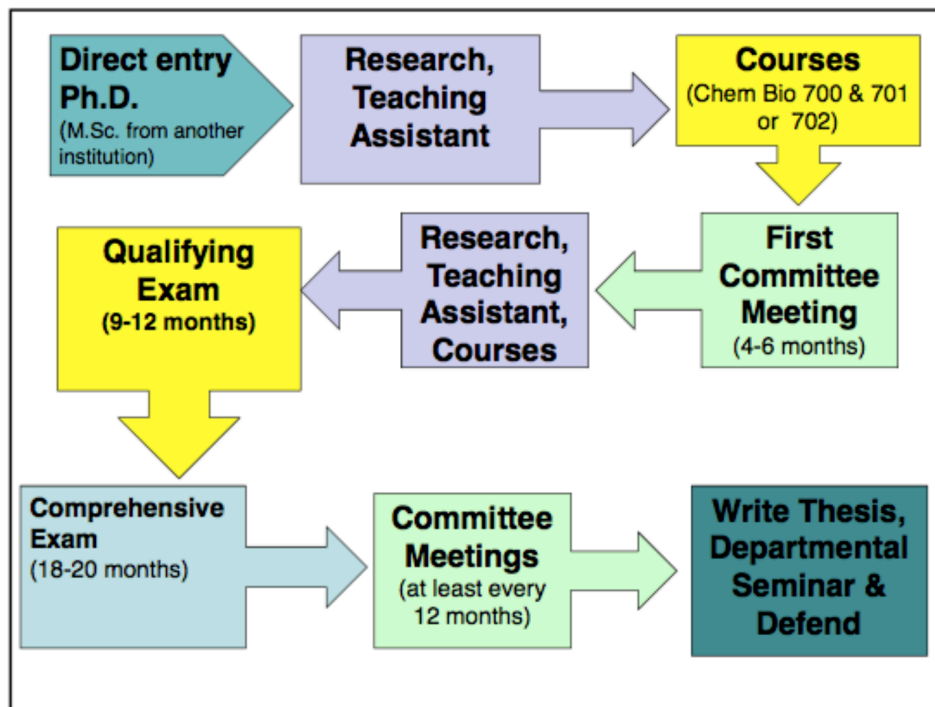 Direct entry
Ph.D.
(M.Sc. from another
institution)
Research,
Teaching
Assistant
Courses
(Chem Bio 700 & 701
or 702)
First
Committee
Meeting
(4-6 months)
Research,
Teaching
Assistant,
Courses
Qualifying
Exam
(9-12 months)
Comprehensive
Exam
(18-20 months)
Committee
Meetings
(at least every
12 months)
Write Thesis,
Departmental
Seminar &
Defend